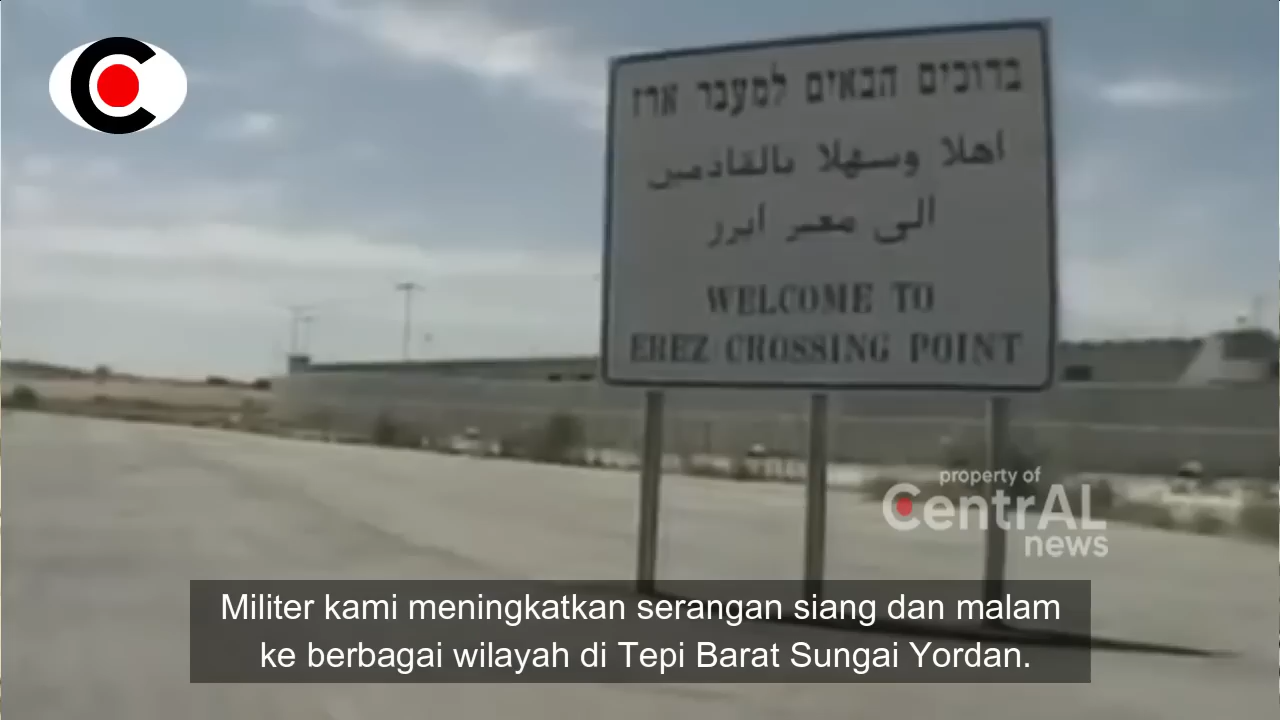 ברוכים הבאים למעבר ארז
اهلا وسهلا بالقادمين
الى معبر ايرز
WELCOME TO
EREZ CROSSING POINT
property of
CentrAL
news
Militer kami meningkatkan serangan siang dan malam
ke berbagai wilayah di Tepi Barat Sungai Yordan.